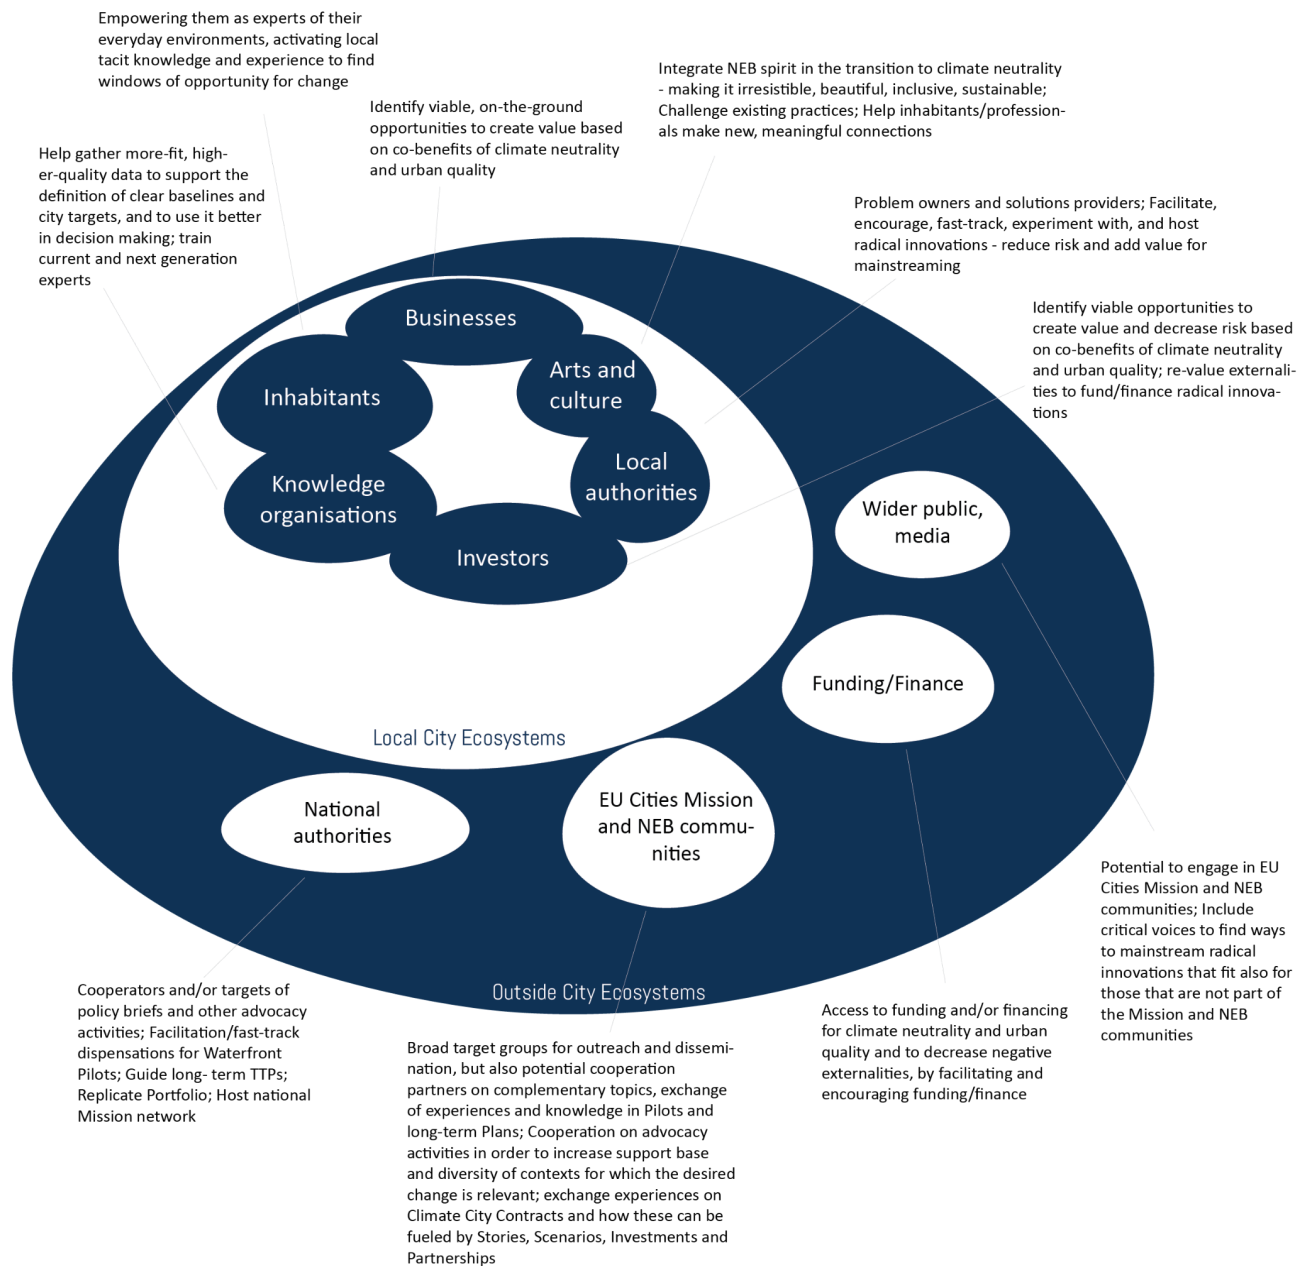 Empowering them as experts of their
everyday environments, activating local
tacit knowledge and experience to find
windows of opportunity for change
Identify viable, on-the-ground
opportunities to create value based
on co-benefits of climate neutrality
and urban quality
Integrate NEB spirit in the transition to climate neutrality
- making it irresistible, beautiful, inclusive, sustainable;
Challenge existing practices; Help inhabitants/profession-
als make new, meaningful connections
Help gather more-fit, high-
er-quality data to support the
definition of clear baselines and
city targets, and to use it better
in decision making; train
current and next generation
experts
Problem owners and solutions providers; Facilitate,
encourage, fast-track, experiment with, and host
radical innovations - reduce risk and add value for
mainstreaming
Identify viable opportunities to
create value and decrease risk based
on co-benefits of climate neutrality
and urban quality; re-value externali-
ties to fund/finance radical innova-
tions
Businesses
Inhabitants
Arts and
culture
Knowledge
organisations
Local
authorities
Investors
Local City Ecosystems
Wider public,
media
Funding/Finance
EU Cities Mission
and NEB commu-
nities
National
authorities
Outside City Ecosystems
Cooperators and/or targets of
policy briefs and other advocacy
activities; Facilitation/fast-track
dispensations for Waterfront
Pilots; Guide long- term TTPs;
Replicate Portfolio; Host national
Mission network
Broad target groups for outreach and dissemi-
nation, but also potential cooperation
partners on complementary topics, exchange
of experiences and knowledge in Pilots and
long-term Plans; Cooperation on advocacy
activities in order to increase support base
and diversity of contexts for which the desired
change is relevant; exchange experiences on
Climate City Contracts and how these can be
fueled by Stories, Scenarios, Investments and
Partnerships
Access to funding and/or financing
for climate neutrality and urban
quality and to decrease negative
externalities, by facilitating and
encouraging funding/finance
Potential to engage in EU
Cities Mission and NEB
communities; Include
critical voices to find ways
to mainstream radical
innovations that fit also for
those that are not part of
the Mission and NEB
communities